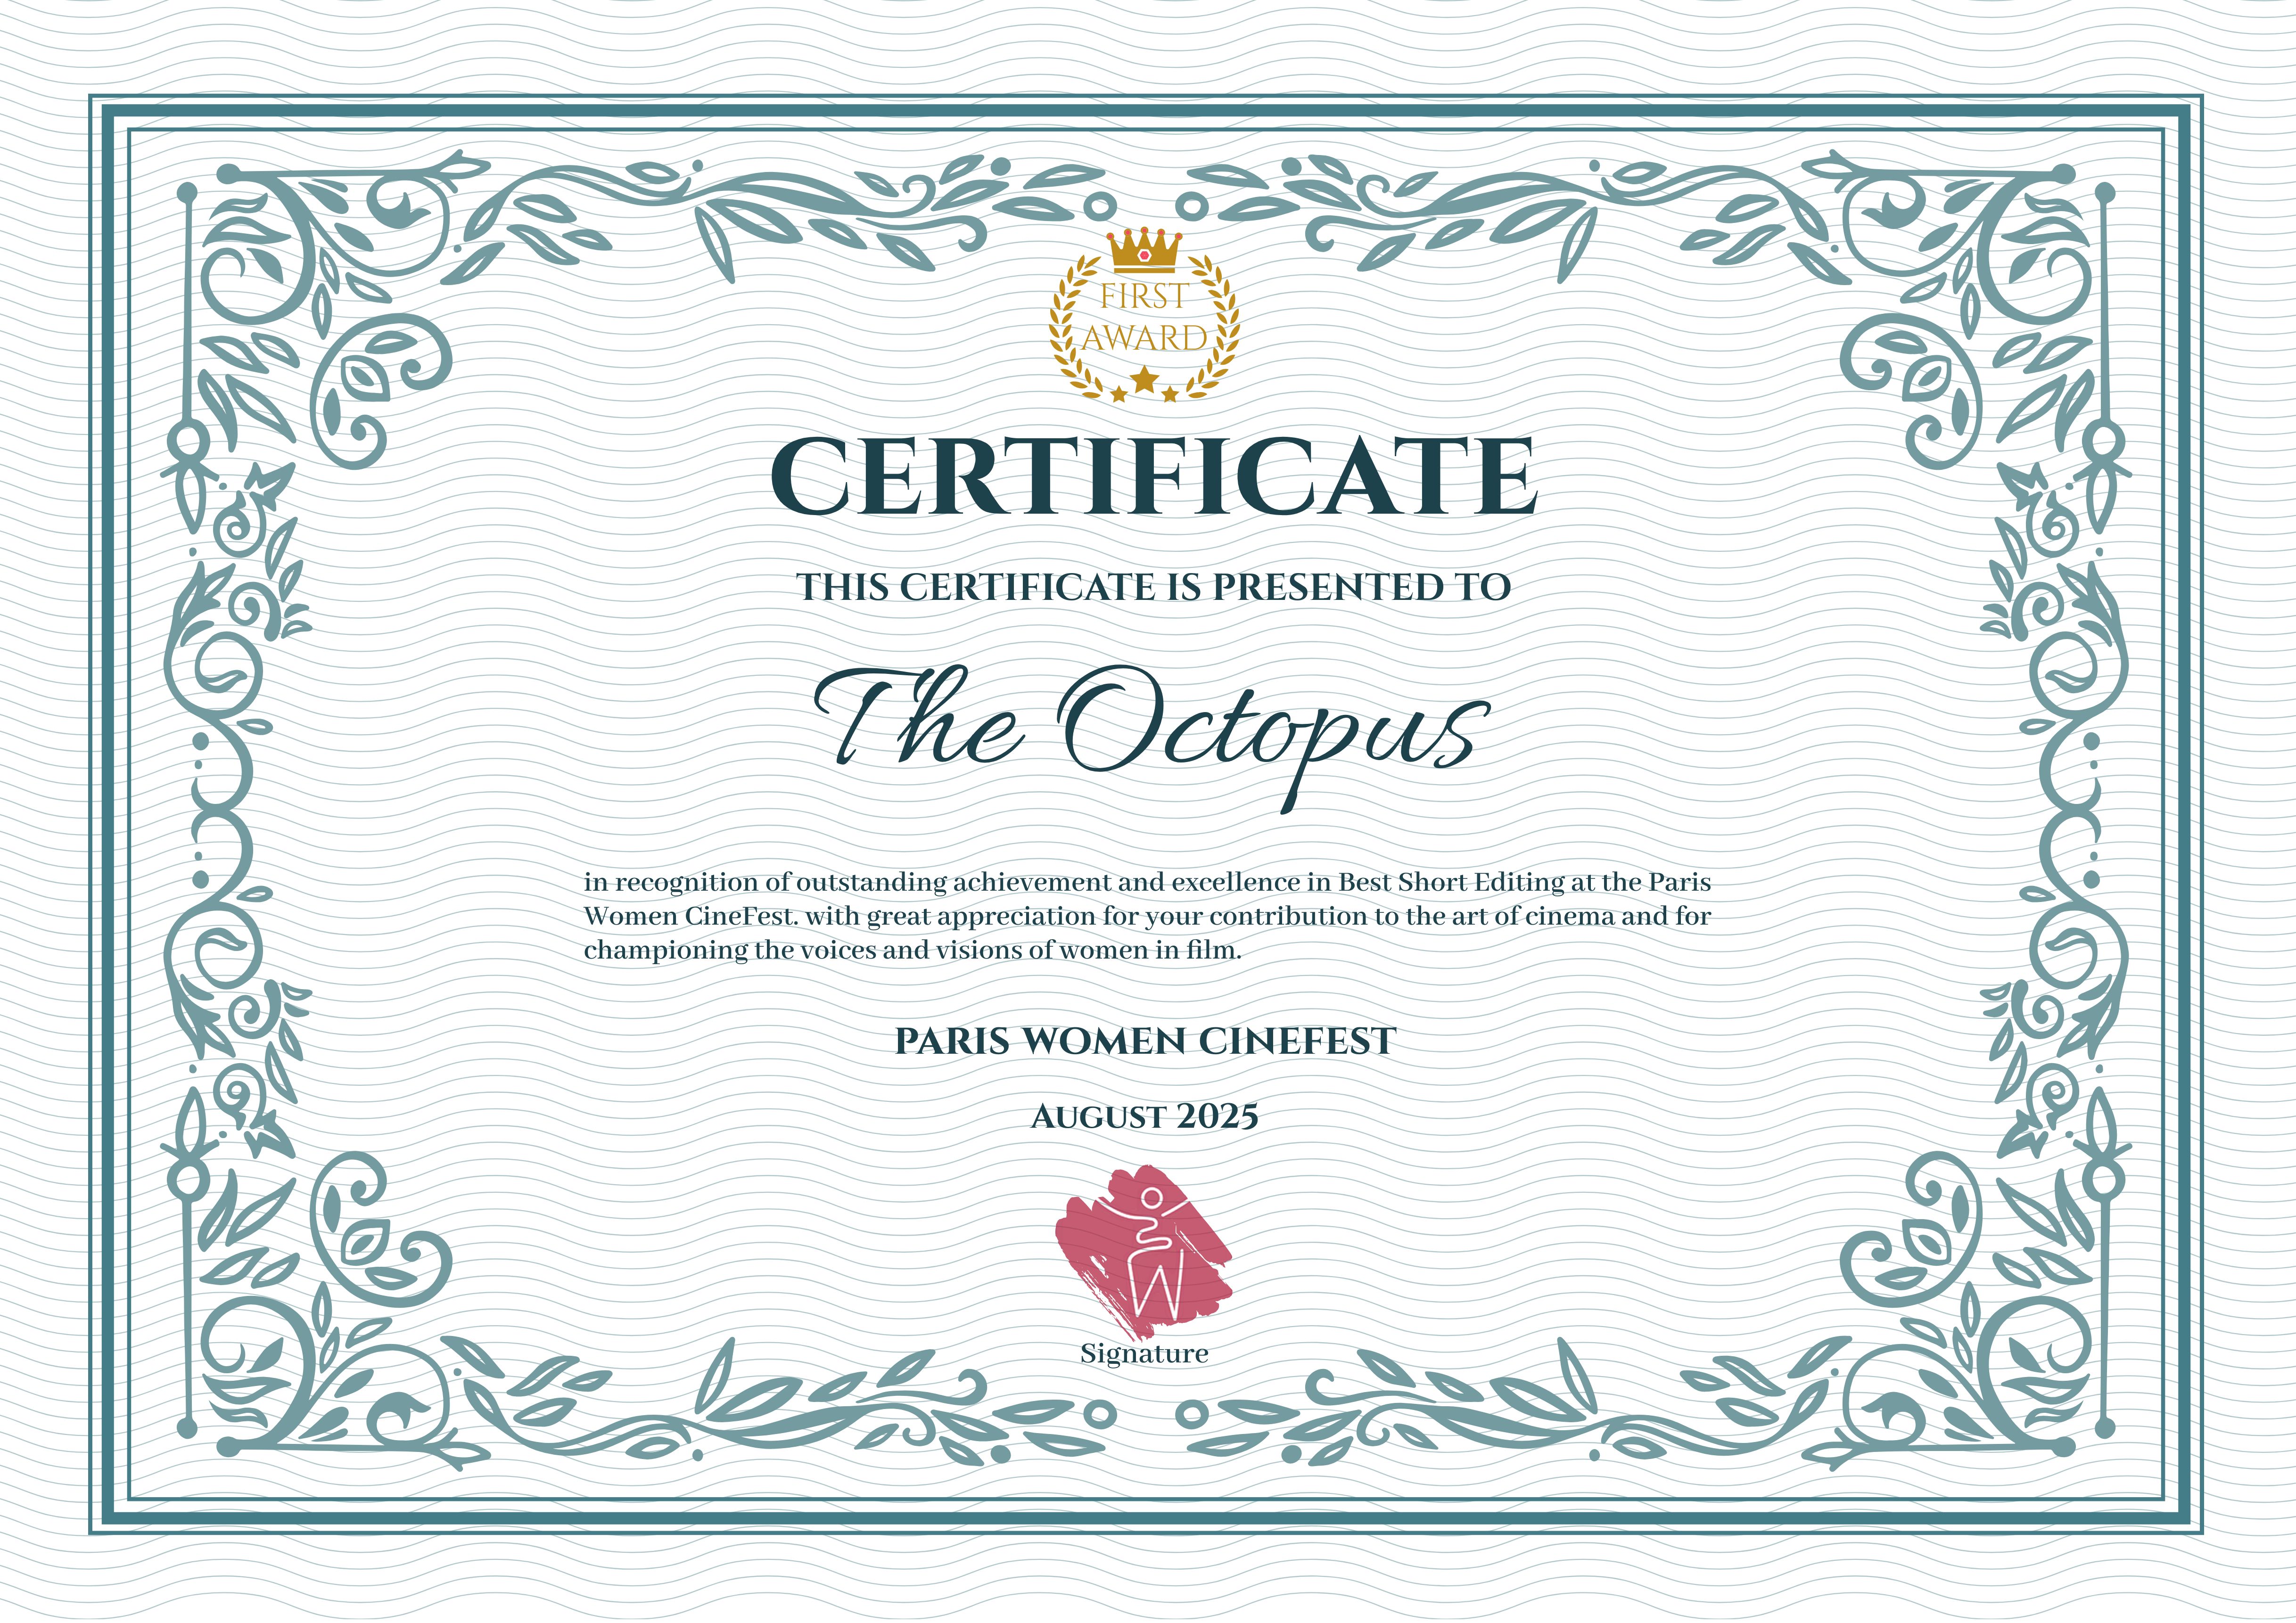 FIRST
AWARD
CERTIFICATE
THIS CERTIFICATE IS PRESENTED TO
The Octopus
in recognition of outstanding achievement and excellence in Best Short Editing at the Paris
Women CineFest. with great appreciation for your contribution to the art of cinema and for
championing the voices and visions of women in film.
PARIS WOMEN CINEFEST
AUGUST 2025
W
Signature